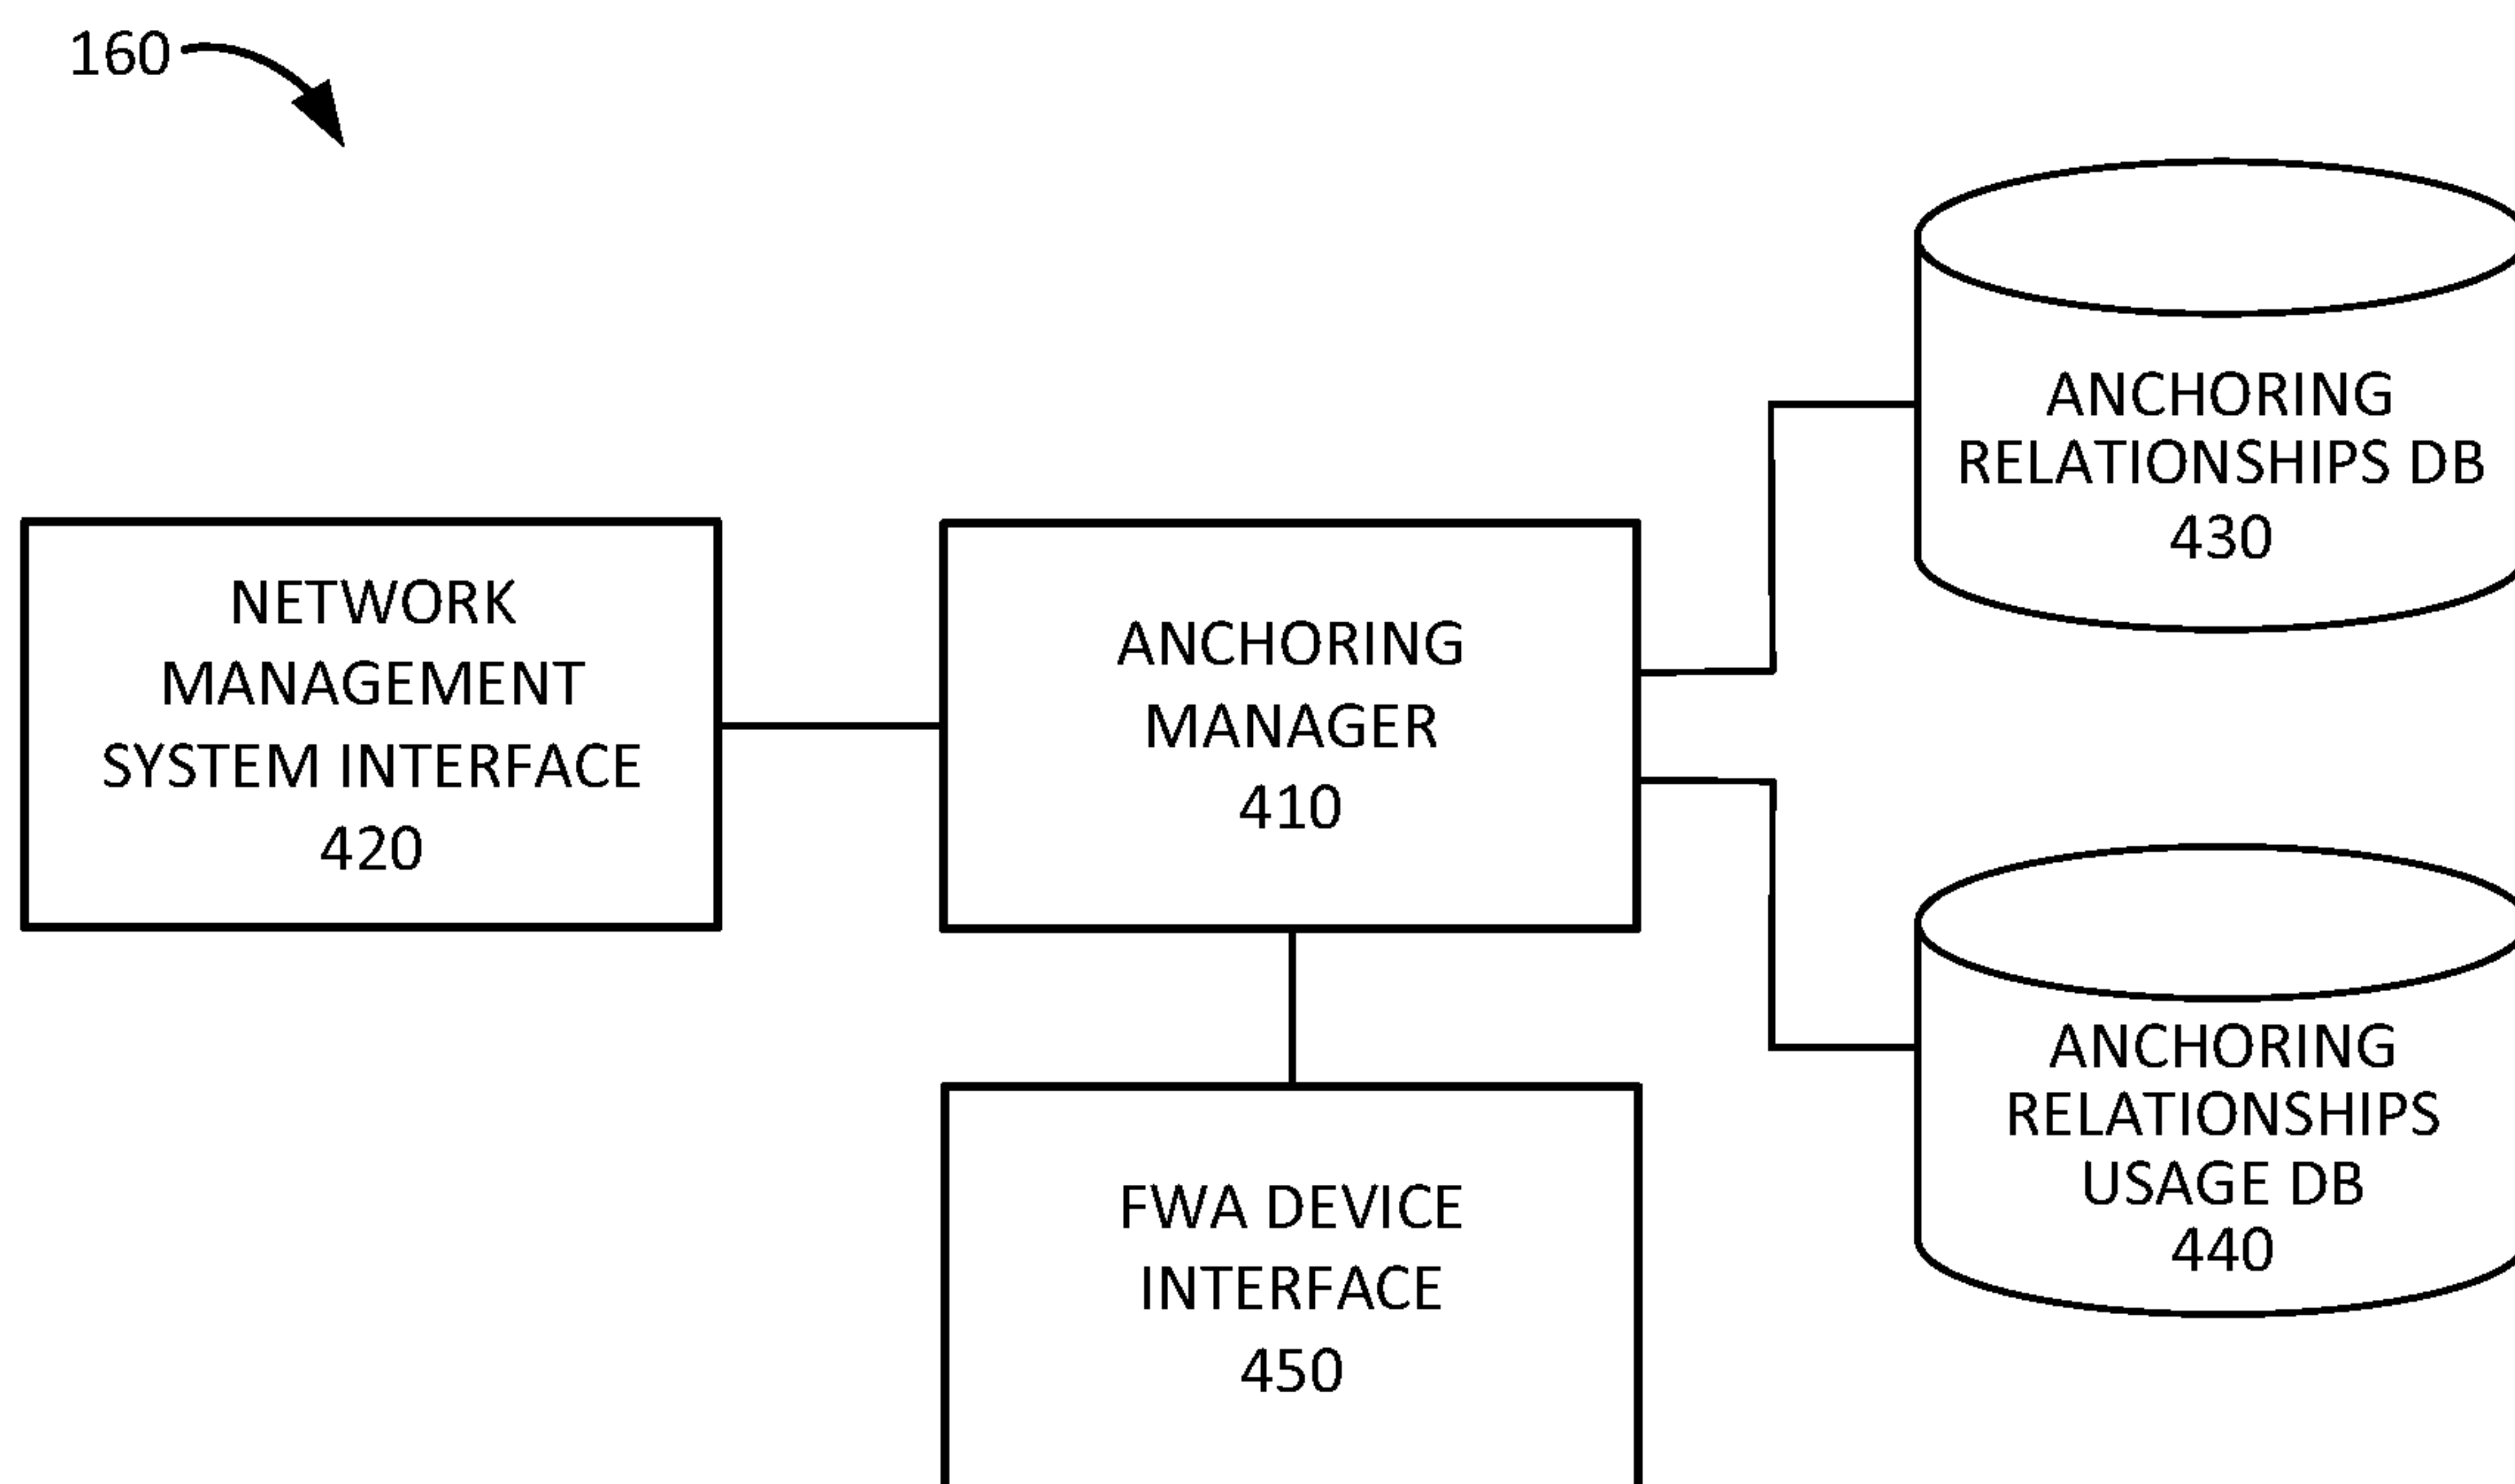 160
ANCHORING
RELATIONSHIPS DB
430
NETWORK
MANAGEMENT
SYSTEM INTERFACE
420
ANCHORING
MANAGER
410
ANCHORING
RELATIONSHIPS
USAGE DB
440
FWA DEVICE
INTERFACE
450